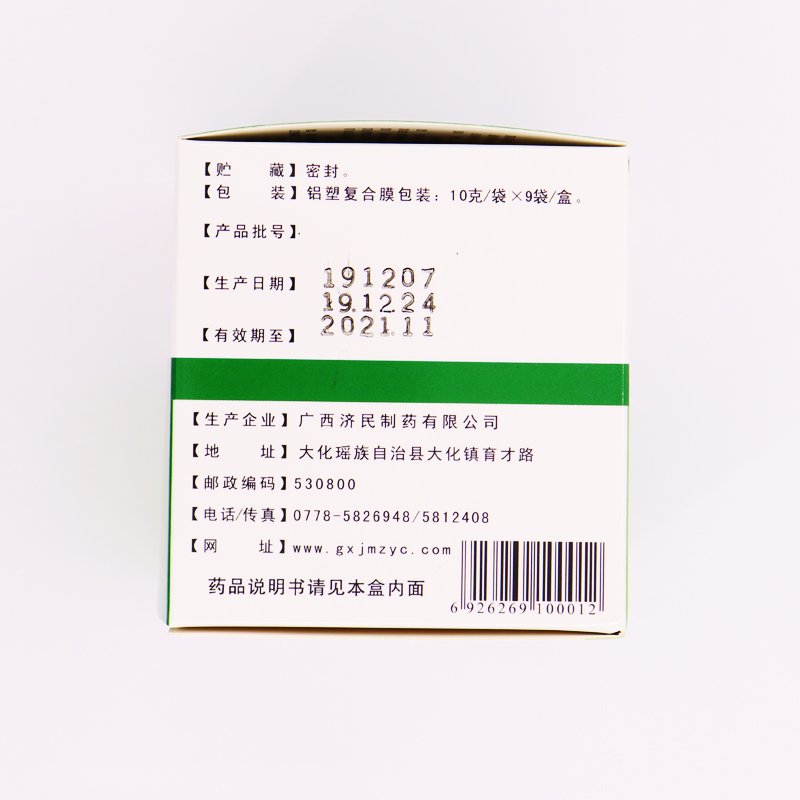 【贮 藏】密封。
【包 装】铝塑复合膜包装：10克/袋×9袋/盒。
【产品批号】
191207
【生产日期】
19.12.24
【有效期至】
2021.11
【生产企业】广西济民制药有限公司
【地 址】大化瑶族自治县大化镇育才路
【邮政编码】530800
【电话/传真】0778-5826948/5812408
【网 址】www.gxjmzyc.com
药品说明书请见本盒内面
6 926269 100012